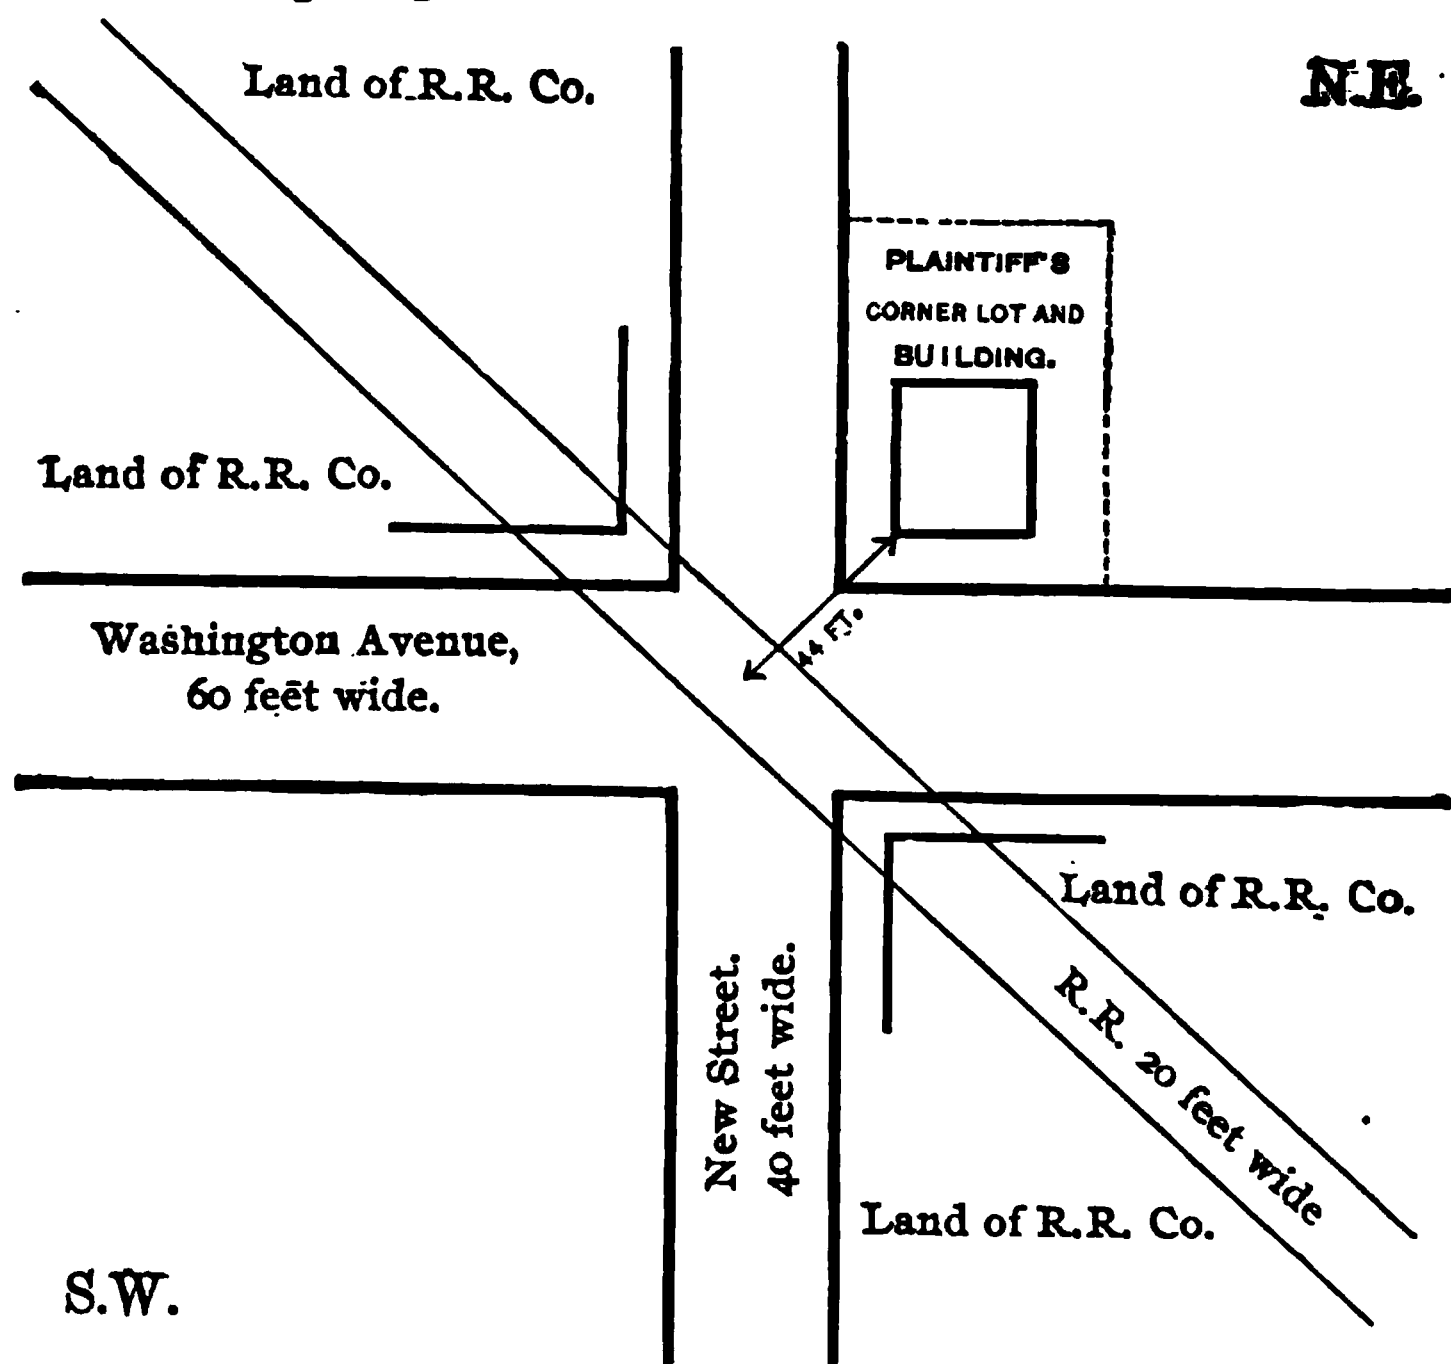 Land of R.R. Co.
N.E.
PLAINTIFF'S
CORNER LOT AND
BUILDING.
Land of R.R. Co.
Washington Avenue,
60 feet wide.
44 FT.
Land of R.R. Co.
New Street.
40 feet wide.
R.R. 20 feet wide
Land of R.R. Co.
S.W.